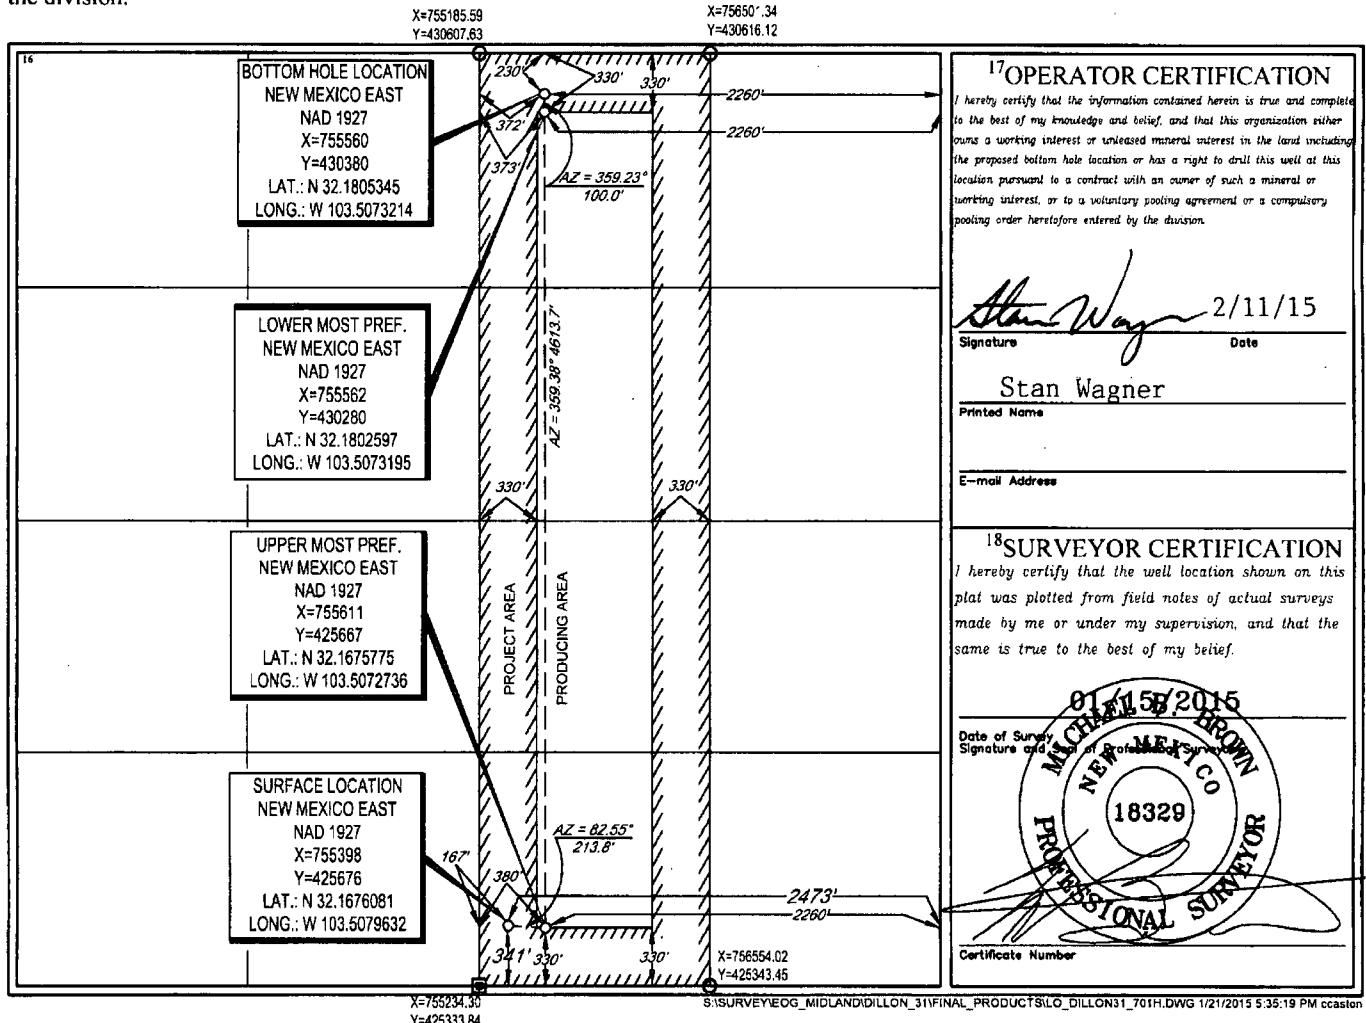 the division.
X=755185.59
Y=430607.63
X=756501.34
Y=430616.12
16
BOTTOM HOLE LOCATION
NEW MEXICO EAST
NAD 1927
X=755560
Y=430380
LAT.: N 32.1805345
LONG.: W 103.5073214
230'
330'
330'
2260'
372'
2260'
373'
AZ = 359.23°
100.0'
LOWER MOST PREF.
NEW MEXICO EAST
NAD 1927
X=755562
Y=430280
LAT.: N 32.1802597
LONG.: W 103.5073195
AZ = 359.38° 4613.7'
330'
330'
UPPER MOST PREF.
NEW MEXICO EAST
NAD 1927
X=755611
Y=425667
LAT.: N 32.1675775
LONG.: W 103.5072736
PROJECT AREA
PRODUCING AREA
SURFACE LOCATION
NEW MEXICO EAST
NAD 1927
X=755398
Y=425676
LAT.: N 32.1676081
LONG.: W 103.5079632
AZ = 82.55°
213.8'
167'
380'
2473'
2260'
341'
330'
330'
X=756554.02
Y=425343.45
X=755234.30
Y=425333.84
17 OPERATOR CERTIFICATION
I hereby certify that the information contained herein is true and complete
to the best of my knowledge and belief, and that this organization either
owns a working interest or unleased mineral interest in the land including
the proposed bottom hole location or has a right to drill this well at this
location pursuant to a contract with an owner of such a mineral or
working interest, or to a voluntary pooling agreement or a compulsory
pooling order heretofore entered by the division
Stan Wagner 2/11/15
Signature Date
Stan Wagner
Printed Name
E-mail Address
18 SURVEYOR CERTIFICATION
I hereby certify that the well location shown on this
plat was plotted from field notes of actual surveys
made by me or under my supervision, and that the
same is true to the best of my belief.
01/15/2015
Date of Survey
Signature and Seal of Professional Surveyor
MICHAEL B. BROWN
NEW MEXICO
18329
PROFESSIONAL SURVEYOR
Certificate Number
S:\SURVEY\EOG_MIDLAND\DILLON_31\FINAL_PRODUCTS\LO_DILLON31_701H.DWG 1/21/2015 5:35:19 PM ccaston